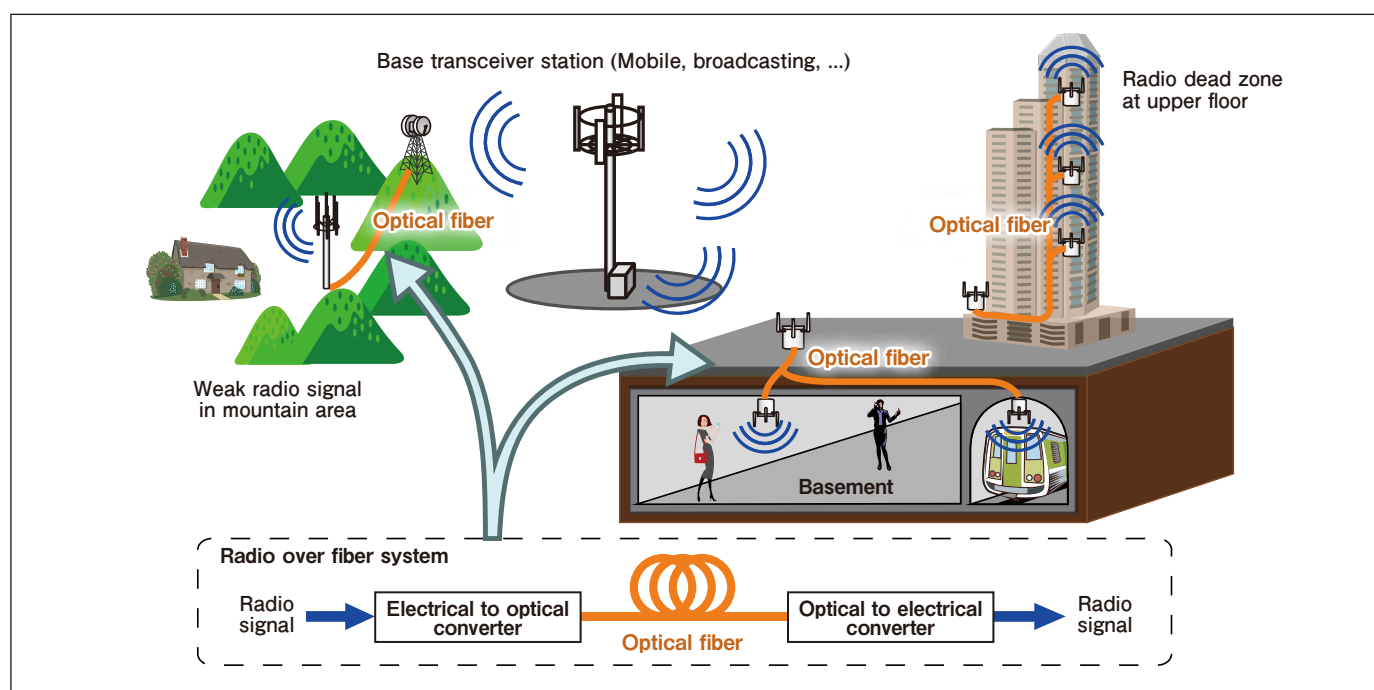 Base transceiver station (Mobile, broadcasting, ...)
Radio dead zone
at upper floor
Optical fiber
Optical fiber
Optical fiber
Weak radio signal
in mountain area
Basement
Radio over fiber system
Radio
signal
Electrical to optical
converter
Optical fiber
Optical to electrical
converter
Radio
signal